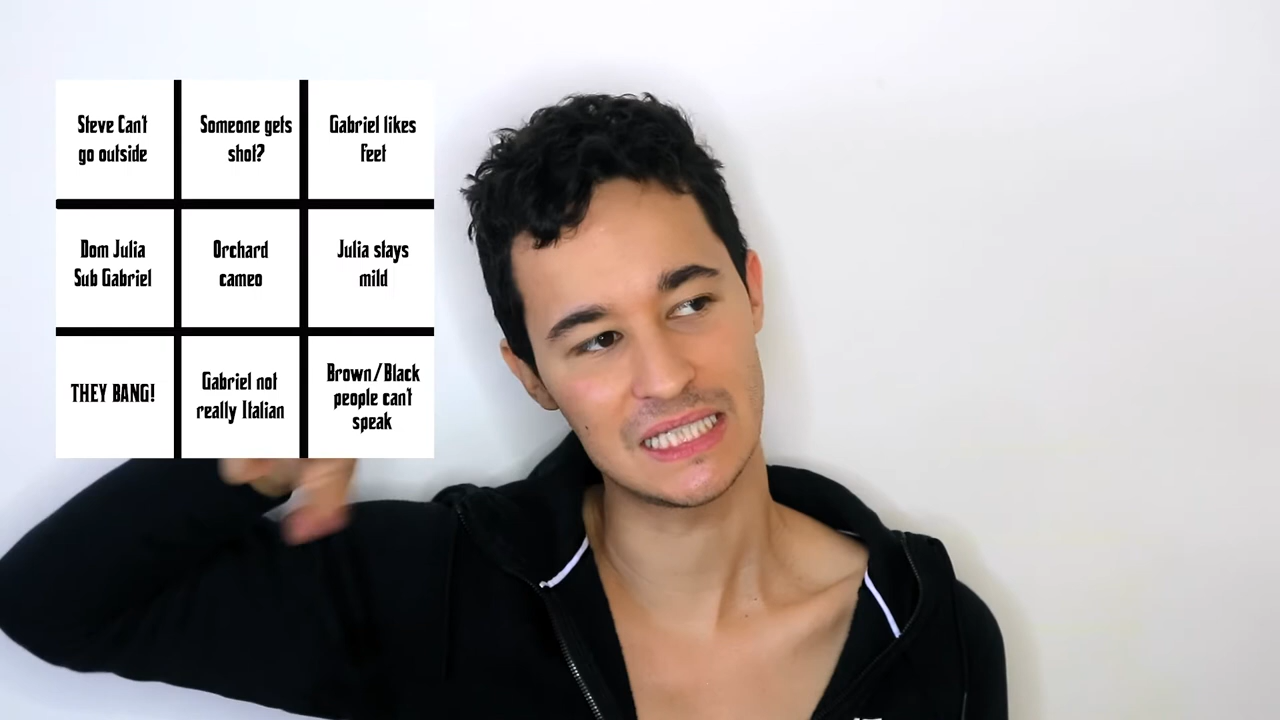 Steve Can't
go outside
Someone gets
shot?
Gabriel likes
feet
Dom Julia
Sub Gabriel
Orchard
cameo
Julia stays
mild
THEY BANG!
Gabriel not
really Italian
Brown/Black
people can't
speak